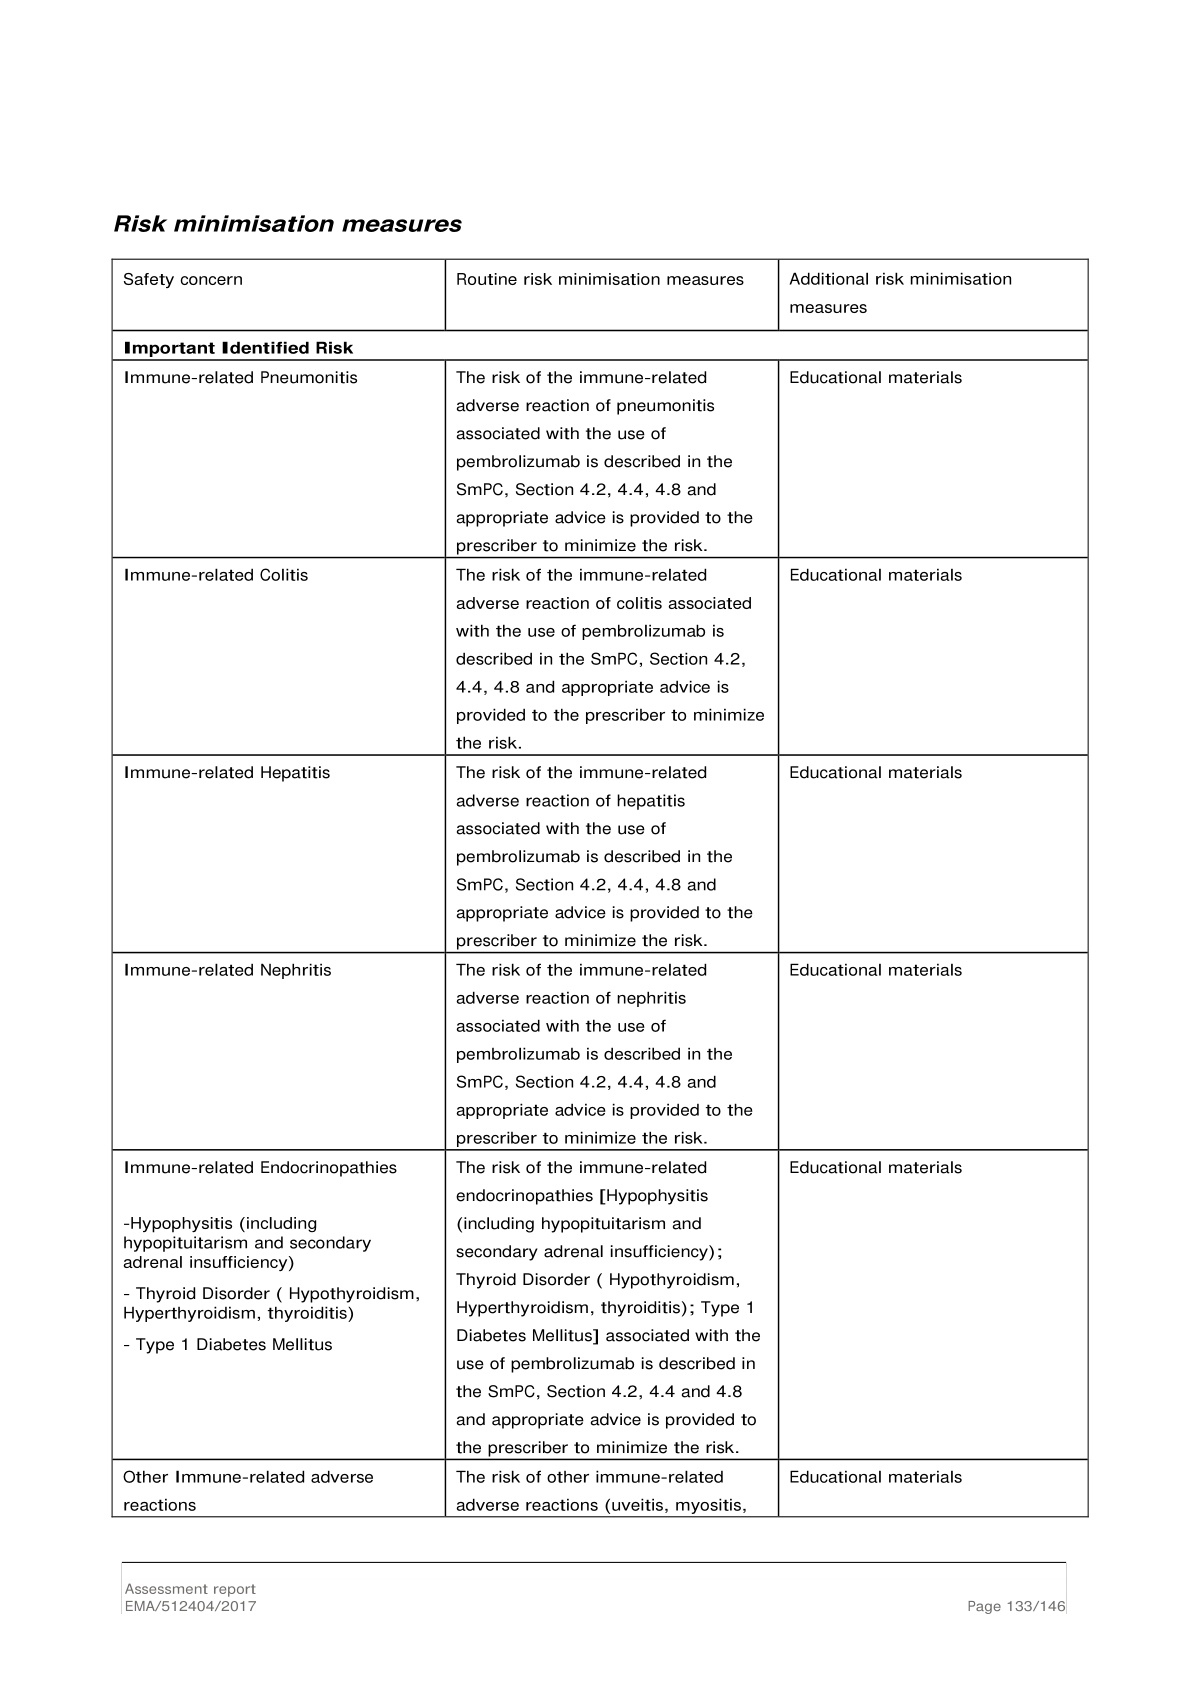 Risk minimisation measures
Safety concern
Routine risk minimisation measures
Additional risk minimisation
measures
Important Identified Risk
Immune-related Pneumonitis
The risk of the immune-related
adverse reaction of pneumonitis
associated with the use of
pembrolizumab is described in the
SmPC, Section 4.2, 4.4, 4.8 and
appropriate advice is provided to the
prescriber to minimize the risk.
Educational materials
Immune-related Colitis
The risk of the immune-related
adverse reaction of colitis associated
with the use of pembrolizumab is
described in the SmPC, Section 4.2,
4.4, 4.8 and appropriate advice is
provided to the prescriber to minimize
the risk.
Educational materials
Immune-related Hepatitis
The risk of the immune-related
adverse reaction of hepatitis
associated with the use of
pembrolizumab is described in the
SmPC, Section 4.2, 4.4, 4.8 and
appropriate advice is provided to the
prescriber to minimize the risk.
Educational materials
Immune-related Nephritis
The risk of the immune-related
adverse reaction of nephritis
associated with the use of
pembrolizumab is described in the
SmPC, Section 4.2, 4.4, 4.8 and
appropriate advice is provided to the
prescriber to minimize the risk.
Educational materials
Immune-related Endocrinopathies
-Hypophysitis (including
hypopituitarism and secondary
adrenal insufficiency)
- Thyroid Disorder ( Hypothyroidism,
Hyperthyroidism, thyroiditis)
- Type 1 Diabetes Mellitus
The risk of the immune-related
endocrinopathies [Hypophysitis
(including hypopituitarism and
secondary adrenal insufficiency);
Thyroid Disorder ( Hypothyroidism,
Hyperthyroidism, thyroiditis); Type 1
Diabetes Mellitus] associated with the
use of pembrolizumab is described in
the SmPC, Section 4.2, 4.4 and 4.8
and appropriate advice is provided to
the prescriber to minimize the risk.
Educational materials
Other Immune-related adverse
reactions
The risk of other immune-related
adverse reactions (uveitis, myositis,
Educational materials
Assessment report
EMA/512404/2017
Page 133/146